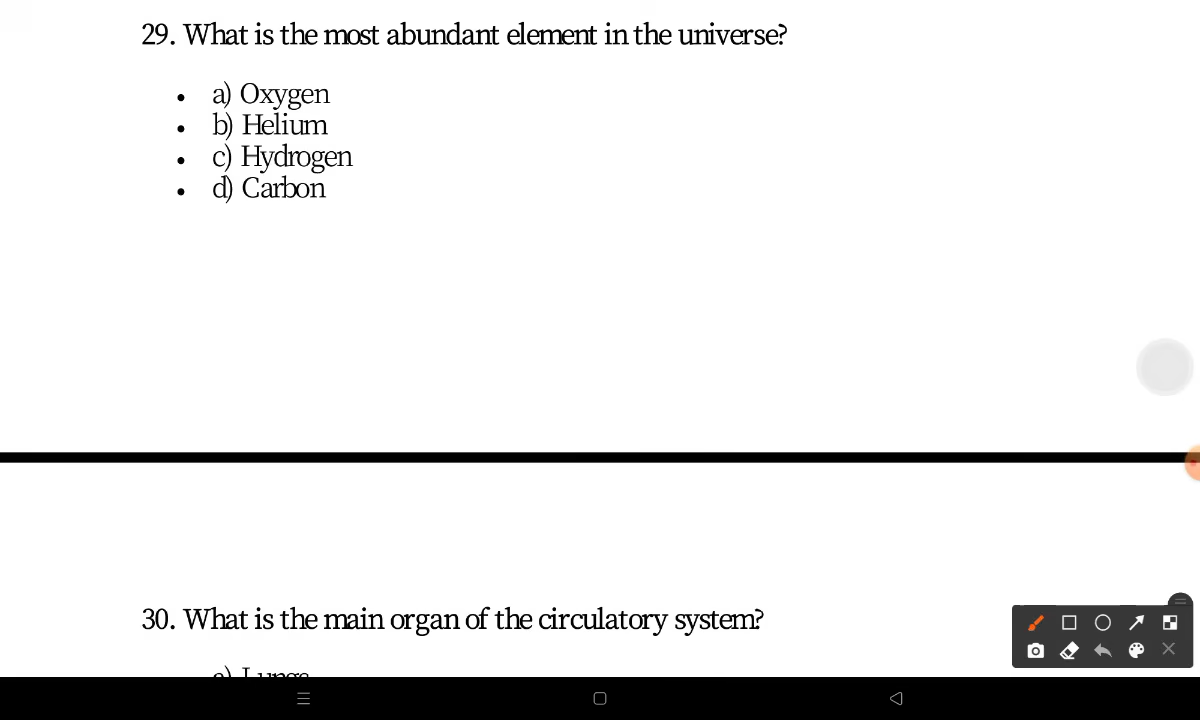 29. What is the most abundant element in the universe?
• a) Oxygen
• b) Helium
• c) Hydrogen
• d) Carbon
30. What is the main organ of the circulatory system?
a) Lungs